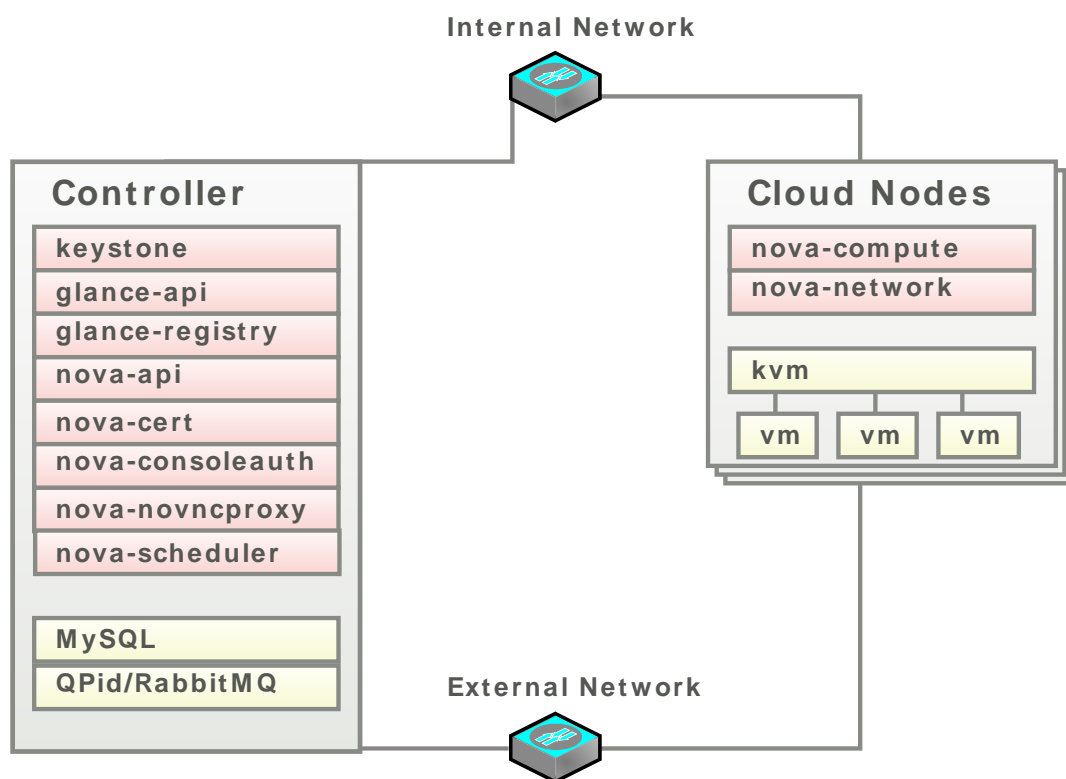 Internal Network
Controller
keystone
glance-api
glance-registry
nova-api
nova-cert
nova-consoleauth
nova-novncproxy
nova-scheduler
MySQL
QPid/RabbitMQ
Cloud Nodes
nova-compute
nova-network
kvm
vm vm vm
External Network